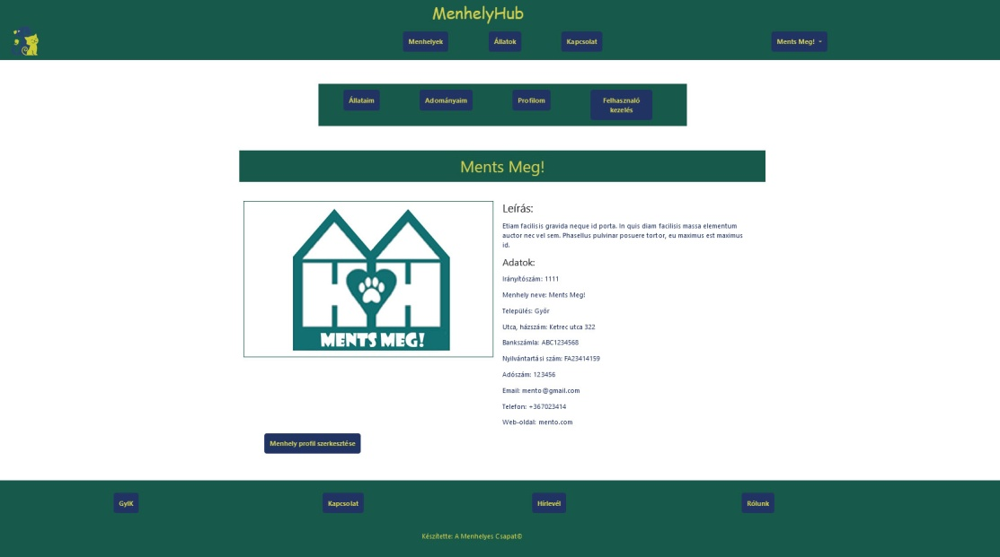 MenhelyHub
Menhelyek
Állatok
Kapcsolat
Ments Meg!
Állataim
Adományaim
Profilom
Felhasznaló
kezelés
Ments Meg!
MENTS MEG!
Leírás:
Etiam facilisis gravida neque id porta. In quis diam facilisis massa elementum
auctor nec vel sem. Phasellus pulvinar posuere tortor, eu maximus est maximus
id.
Adatok:
Irányítószám: 1111
Menhely neve: Ments Meg!
Település: Győr
Utca, házszám: Ketrec utca 322
Bankszámla: ABC1234568
Nyilvántartási szám: FA23414159
Adószám: 123456
Email: mento@gmail.com
Telefon: +367023414
Web-oldal: mento.com
Menhely profil szerkesztése
GyIK
Kapcsolat
Hírlevél
Rólunk
Készítette: A Menhelyes Csapat©